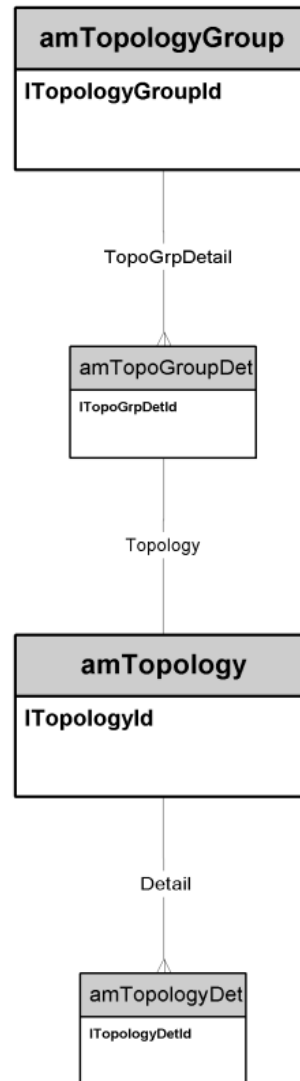 amTopologyGroup
lTopologyGroupId
TopoGrpDetail
amTopoGroupDet
lTopoGrpDetId
Topology
amTopology
lTopologyId
Detail
amTopologyDet
lTopologyDetId